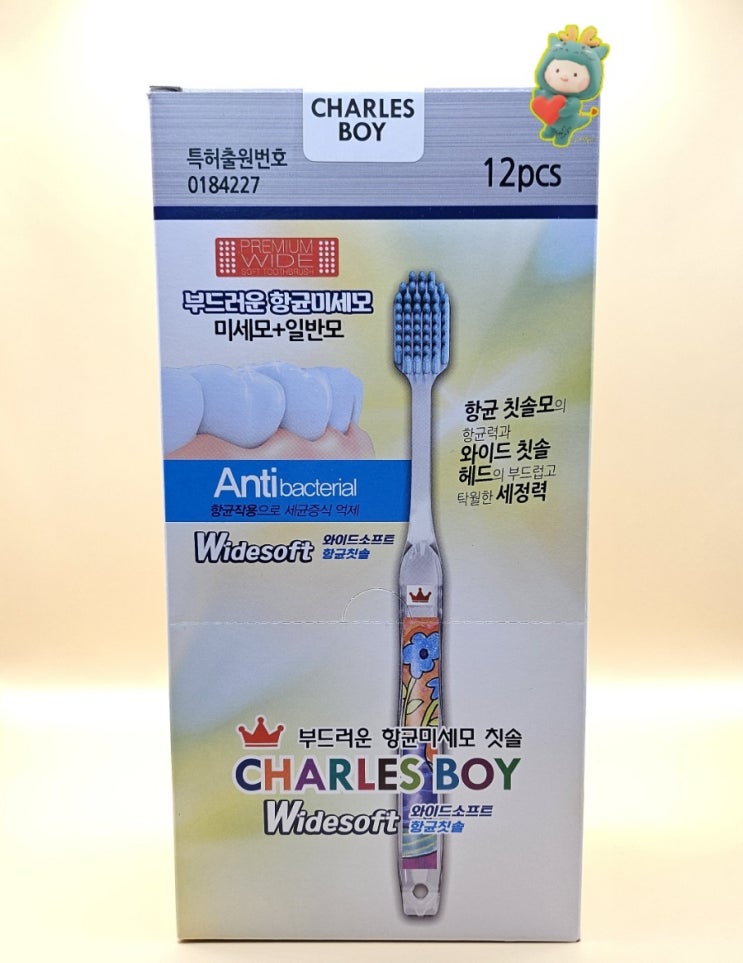 CHARLES
BOY
특허출원번호
0184227
12pcs
PREMIUM
WIDE
SOFT TOOTHBRUSH
부드러운 항균미세모
미세모+일반모
항균 칫솔모의
항균력과
와이드 칫솔
헤드의 부드럽고
탁월한 세정력
Antibacterial
항균작용으로 세균증식 억제
Widesoft 와이드소프트
항균칫솔
부드러운 항균미세모 칫솔
CHARLES BOY
Widesoft 와이드소프트
항균칫솔